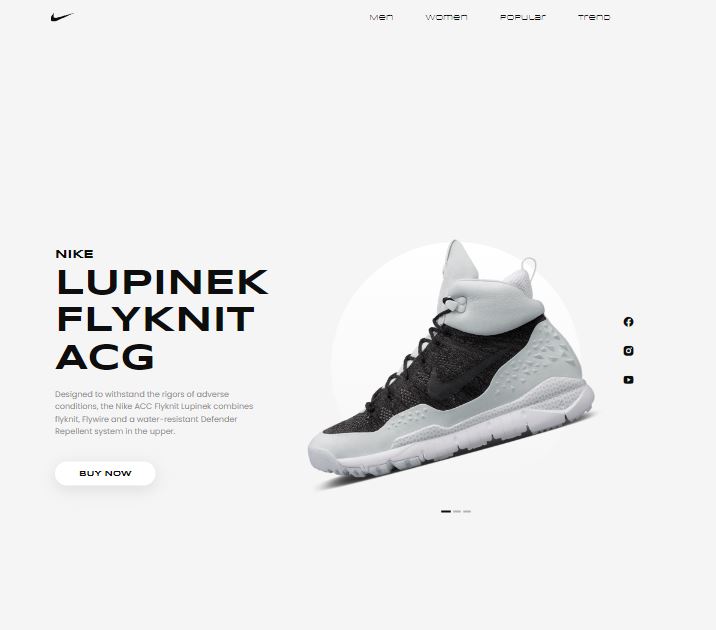 Men Women Popular Trend
NIKE
LUPINEK
FLYKNIT
ACG
Designed to withstand the rigors of adverse
conditions, the Nike ACC Flyknit Lupinek combines
flyknit, Flywire and a water-resistant Defender
Repellent system in the upper.
BUY NOW